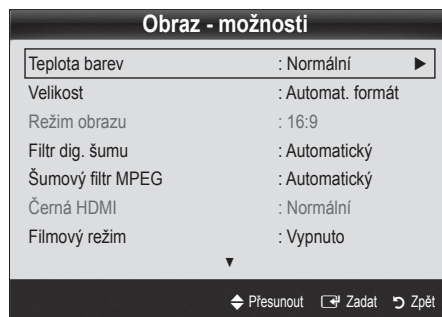 Obraz - možnosti
Teplota barev : Normální ►
Velikost : Automat. formát
Režim obrazu : 16:9
Filtr dig. šumu : Automatický
Šumový filtr MPEG : Automatický
Černá HDMI : Normální
Filmový režim : Vypnuto
▼
Přesunout Zadat Zpět